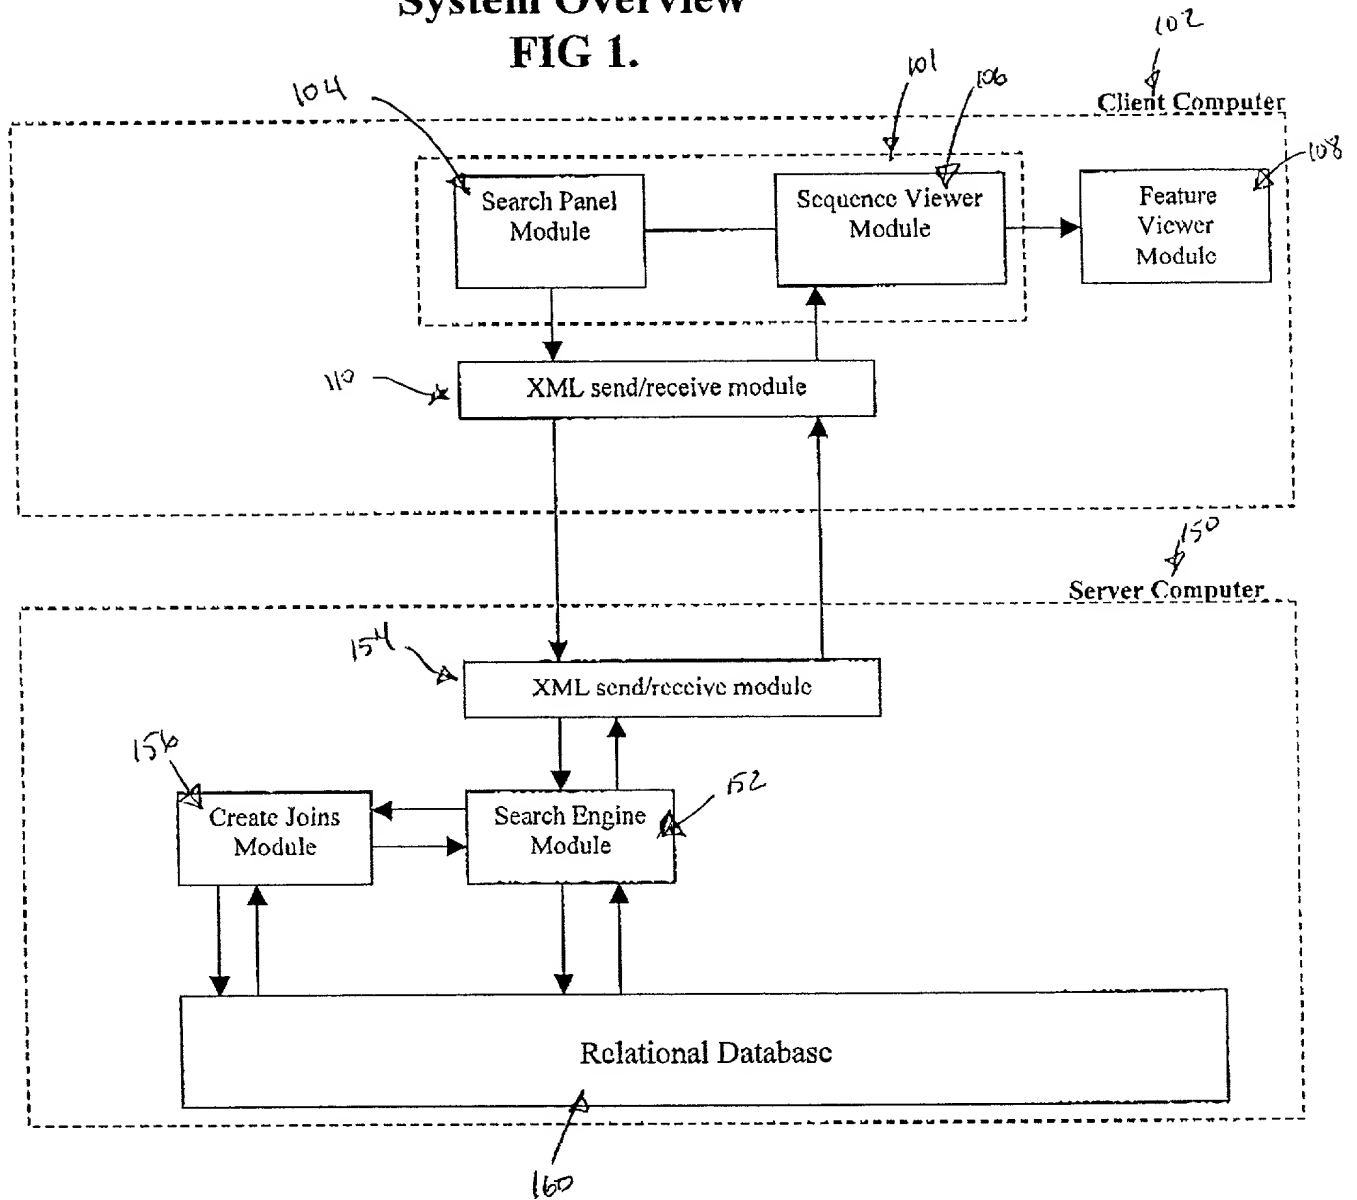 System Overview
FIG 1.
102
Client Computer
104
101
106
108
Search Panel
Module
Sequence Viewer
Module
Feature
Viewer
Module
110
XML send/receive module
150
Server Computer
154
XML send/receive module
156
152
Create Joins
Module
Search Engine
Module
Relational Database
160